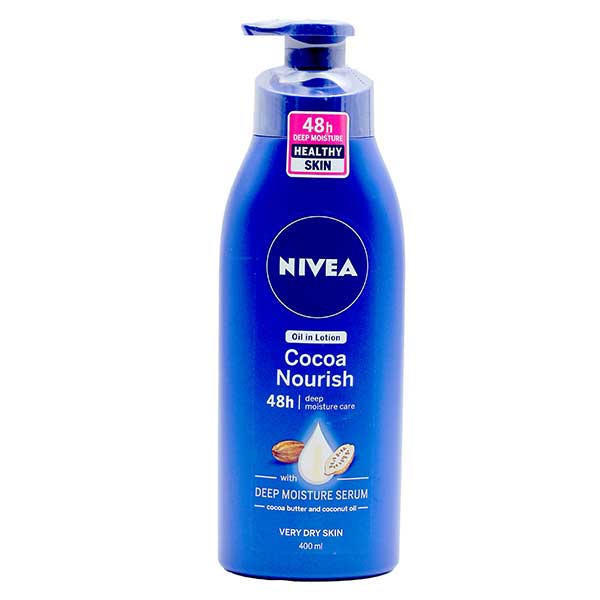 48h
DEEP MOISTURE
HEALTHY
SKIN
NIVEA
Oil in Lotion
Cocoa
Nourish
48h | deep
moisture care
with
DEEP MOISTURE SERUM
cocoa butter and coconut oil
VERY DRY SKIN
400 ml